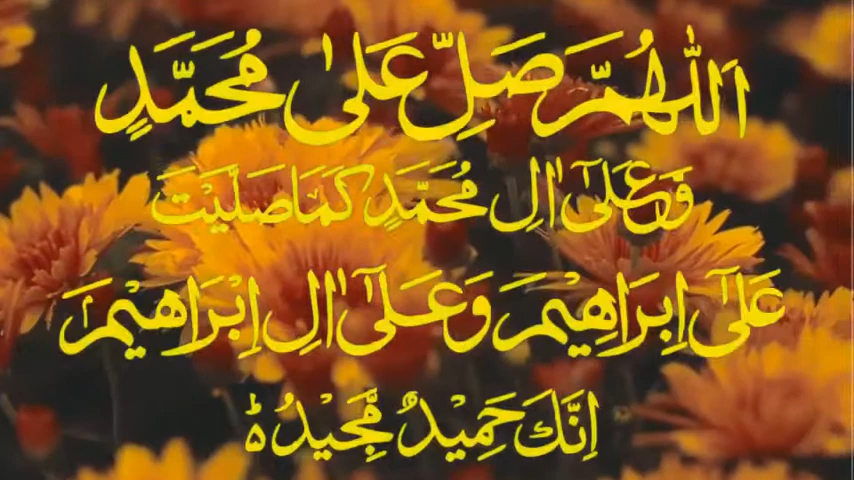 اَللّٰهُمَّ صَلِّ عَلٰى مُحَمَّدٍ
وَعَلٰٓى اٰلِ مُحَمَّدٍ كَمَا صَلَّيْتَ
عَلٰٓى اِبْرَاهِيْمَ وَعَلٰٓى اٰلِ اِبْرَاهِيْمَ
اِنَّكَ حَمِيْدٌ مَّجِيْدٌ ؕ